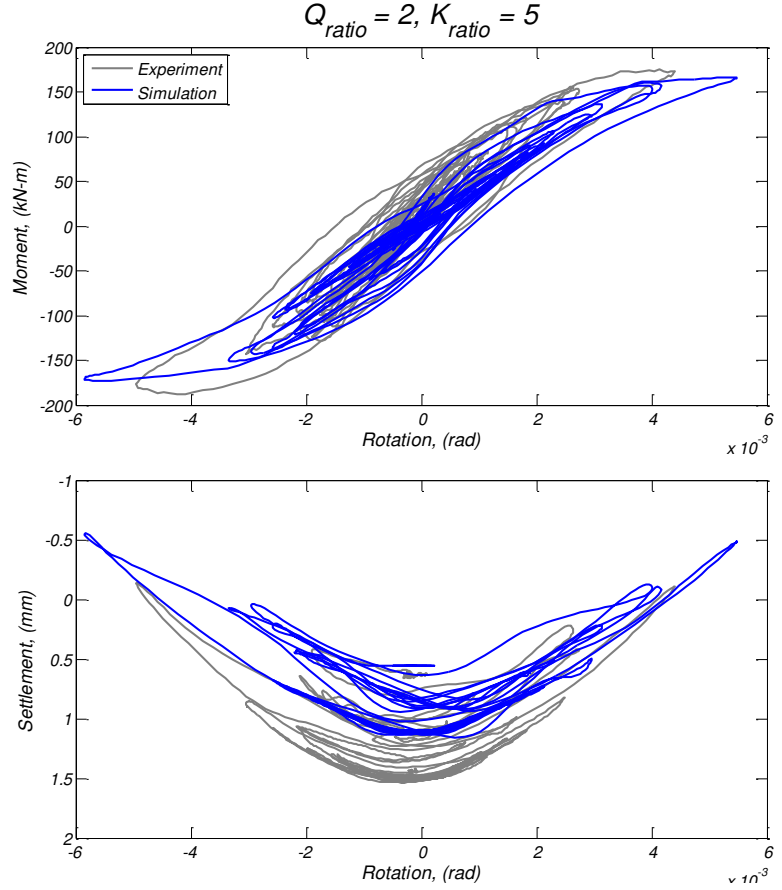 Q_ratio = 2, K_ratio = 5
200
150
100
50
0
-50
-100
-150
-200
Moment, (kN-m)
Experiment
Simulation
-6 -4 -2 0 2 4 6
Rotation, (rad)
x 10^-3
-1
-0.5
0
0.5
1
1.5
2
Settlement, (mm)
-6 -4 -2 0 2 4 6
Rotation, (rad)
x 10^-3